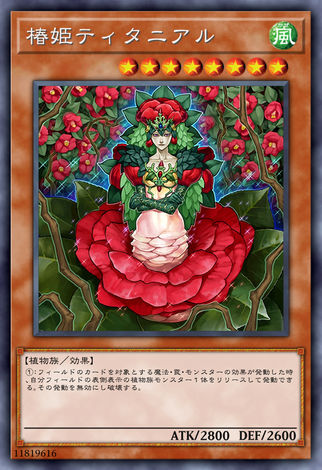 椿姫ティタニアル
風
【植物族／効果】
①:フィールドのカードを対象とする魔法・罠・モンスターの効果が発動した時、
自分フィールドの表側表示の植物族モンスター１体をリリースして発動でき
る。その発動を無効にし破壊する。
ATK/2800 DEF/2600
11819616